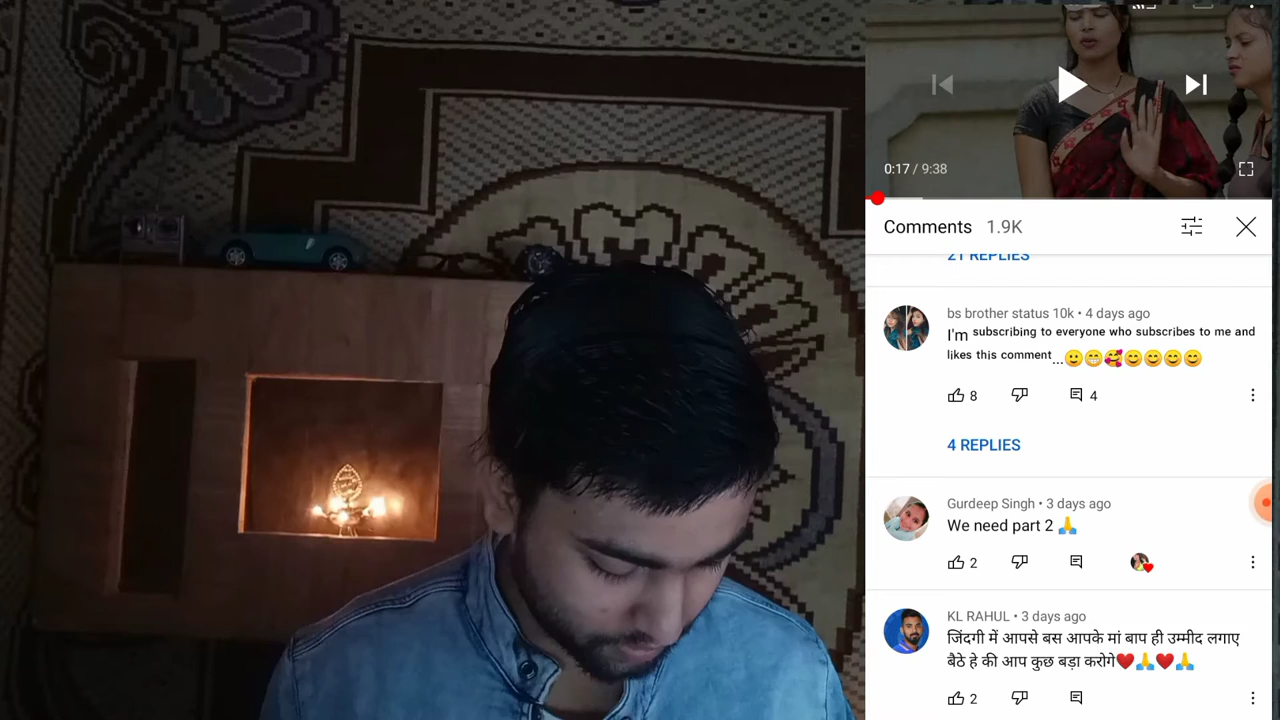 0:17 / 9:38
Comments 1.9K
21 REPLIES
bs brother status 10k • 4 days ago
I'm subscribing to everyone who subscribes to me and
likes this comment...🙂😁🥰😊😊😊😊
8 4
4 REPLIES
Gurdeep Singh • 3 days ago
We need part 2 🙏
2
KL RAHUL • 3 days ago
जिंदगी में आपसे बस आपके मां बाप ही उम्मीद लगाए
बैठे हे की आप कुछ बड़ा करोगे❤️🙏❤️🙏
2